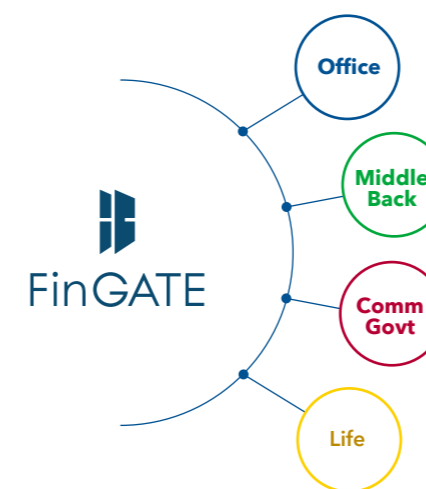 Office
Middle
Back
FinGATE
Comm
Govt
Life